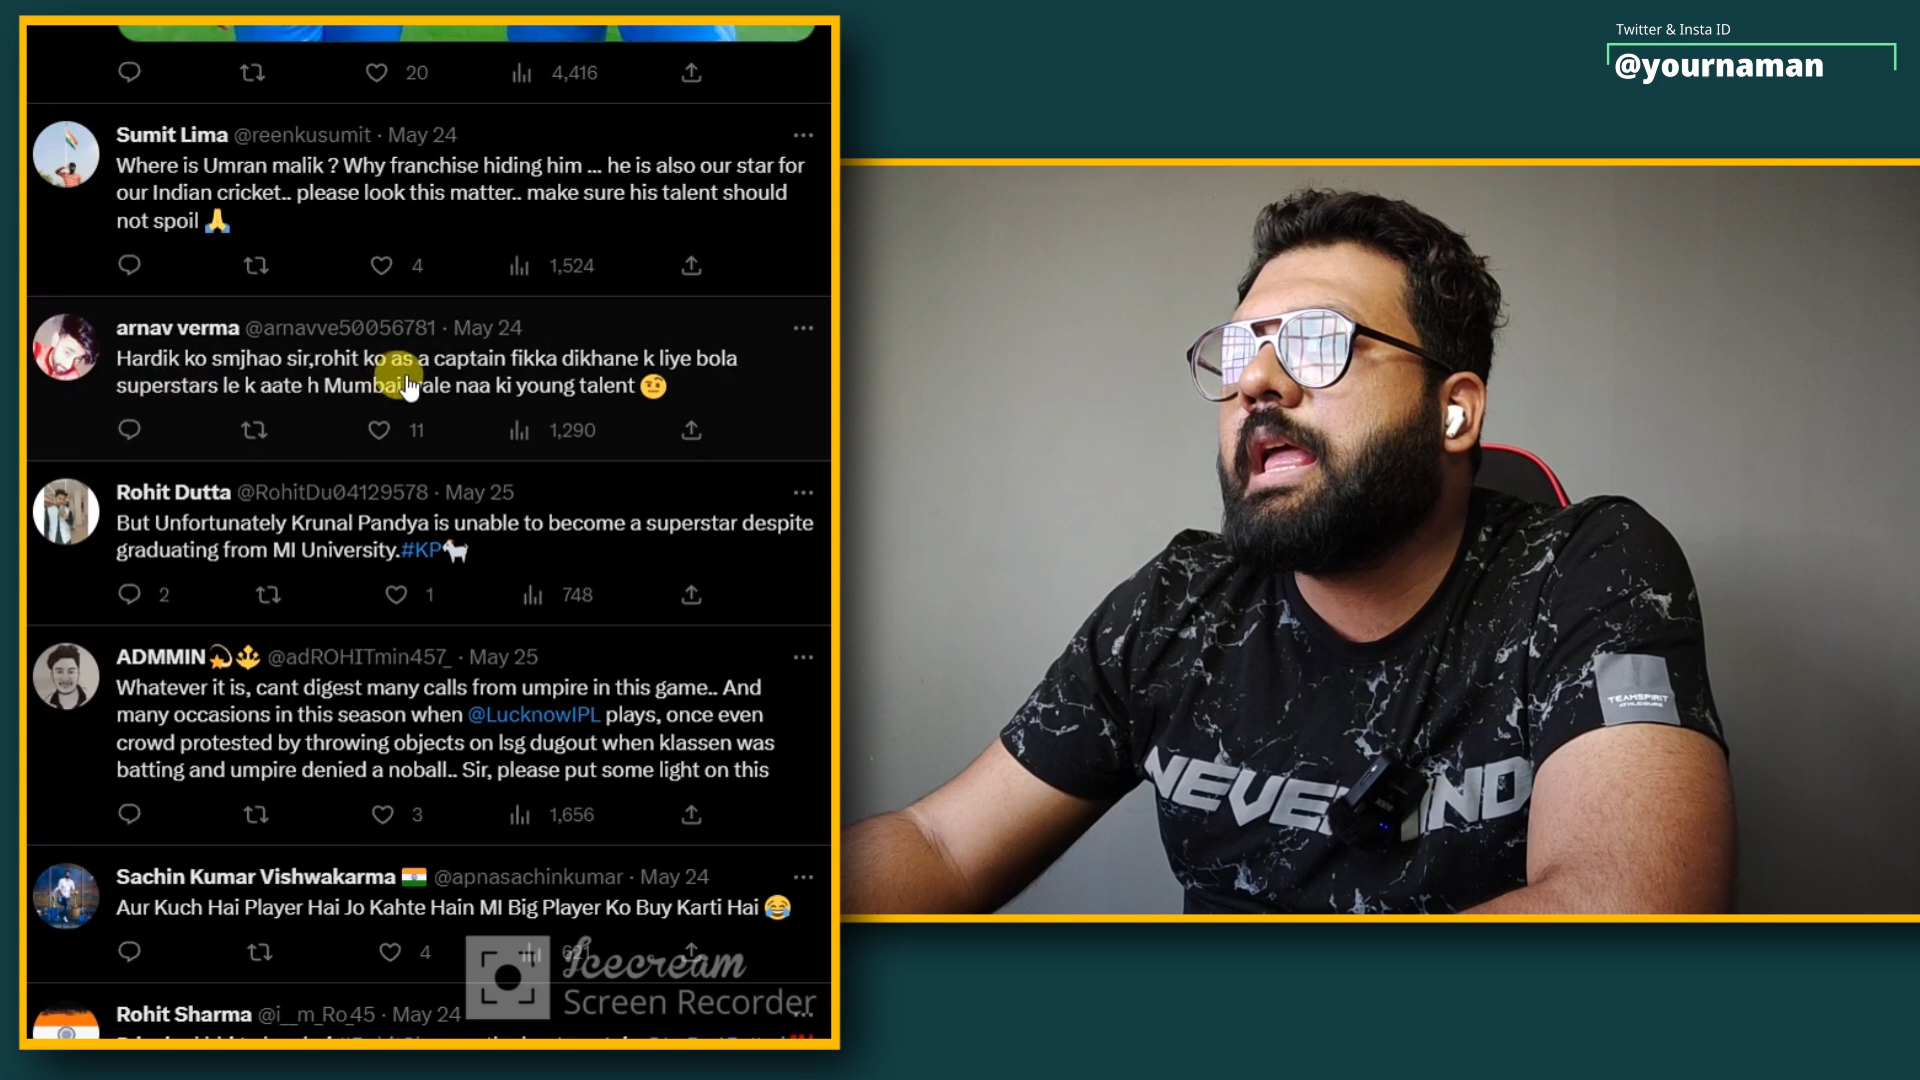 Twitter & Insta ID
@yournaman
20 4,416
Sumit Lima @reenkusumit · May 24
Where is Umran malik ? Why franchise hiding him ... he is also our star for
our Indian cricket.. please look this matter.. make sure his talent should
not spoil 🙏
4 1,524
arnav verma @arnavve50056781 · May 24
Hardik ko smjhao sir,rohit ko as a captain fikka dikhane k liye bola
superstars le k aate h Mumbai ale naa ki young talent 🤨
11 1,290
Rohit Dutta @RohitDu04129578 · May 25
But Unfortunately Krunal Pandya is unable to become a superstar despite
graduating from MI University.#KP🐐
2 1 748
ADMMIN💫🔱 @adROHITmin457_ · May 25
Whatever it is, cant digest many calls from umpire in this game.. And
many occasions in this season when @LucknowIPL plays, once even
crowd protested by throwing objects on lsg dugout when klassen was
batting and umpire denied a noball.. Sir, please put some light on this
3 1,656
Sachin Kumar Vishwakarma 🇮🇳 @apnasachinkumar · May 24
Aur Kuch Hai Player Hai Jo Kahte Hain MI Big Player Ko Buy Karti Hai 😂
4 621
Icecream
Screen Recorder
Rohit Sharma @i__m_Ro45 · May 24
TEAMSPIRIT
NEVE IND